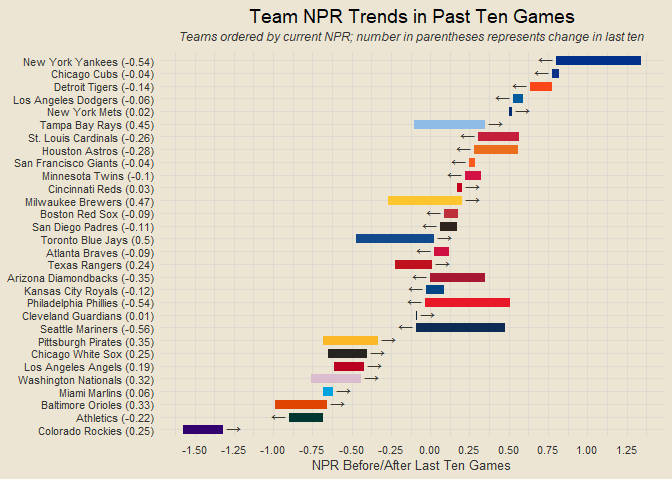 Team NPR Trends in Past Ten Games
Teams ordered by current NPR; number in parentheses represents change in last ten
New York Yankees (-0.54)
Chicago Cubs (-0.04)
Detroit Tigers (-0.14)
Los Angeles Dodgers (-0.06)
New York Mets (0.02)
Tampa Bay Rays (0.45)
St. Louis Cardinals (-0.26)
Houston Astros (-0.28)
San Francisco Giants (-0.04)
Minnesota Twins (-0.1)
Cincinnati Reds (0.03)
Milwaukee Brewers (0.47)
Boston Red Sox (-0.09)
San Diego Padres (-0.11)
Toronto Blue Jays (0.5)
Atlanta Braves (-0.09)
Texas Rangers (0.24)
Arizona Diamondbacks (-0.35)
Kansas City Royals (-0.12)
Philadelphia Phillies (-0.54)
Cleveland Guardians (0.01)
Seattle Mariners (-0.56)
Pittsburgh Pirates (0.35)
Chicago White Sox (0.25)
Los Angeles Angels (0.19)
Washington Nationals (0.32)
Miami Marlins (0.06)
Baltimore Orioles (0.33)
Athletics (-0.22)
Colorado Rockies (0.25)
-1.50 -1.25 -1.00 -0.75 -0.50 -0.25 0.00 0.25 0.50 0.75 1.00 1.25
NPR Before/After Last Ten Games